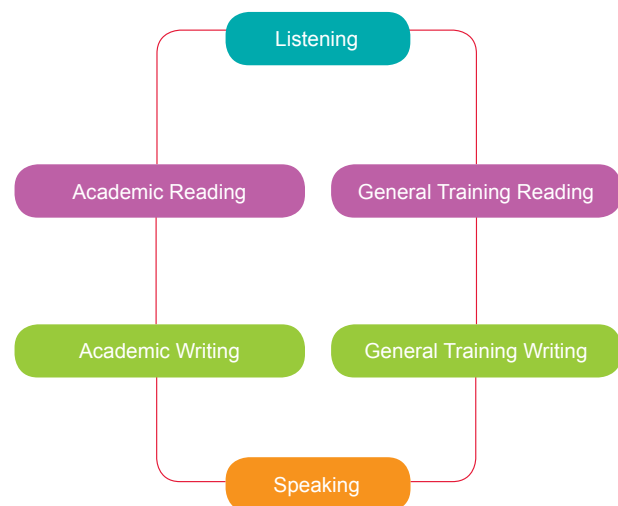 Listening
Academic Reading
General Training Reading
Academic Writing
General Training Writing
Speaking